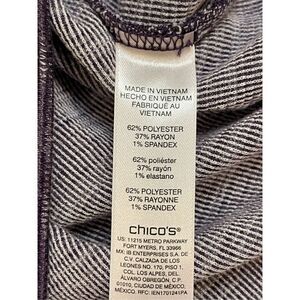 MADE IN VIETNAM
HECHO EN VIETNAM
FABRIQUÉ AU
VIETNAM
62% POLYESTER
37% RAYON
1% SPANDEX
62% poliéster
37% rayón
1% elastano
62% POLYESTER
37% RAYONNE
1% SPANDEX
chico's®
US: 11215 METRO PARKWAY
FORT MYERS, FL 33966
MX: IB ENTERPRISES S.A. DE
C.V. CALZADA DE LOS
LEONES NO. 170, PISO 1,
COL. LOS ALPES, DEL.
ALVARO OBREGÓN, C.P.
01010, CIUDAD DE MÉXICO,
MÉXICO. RFC: IEN1701241PA